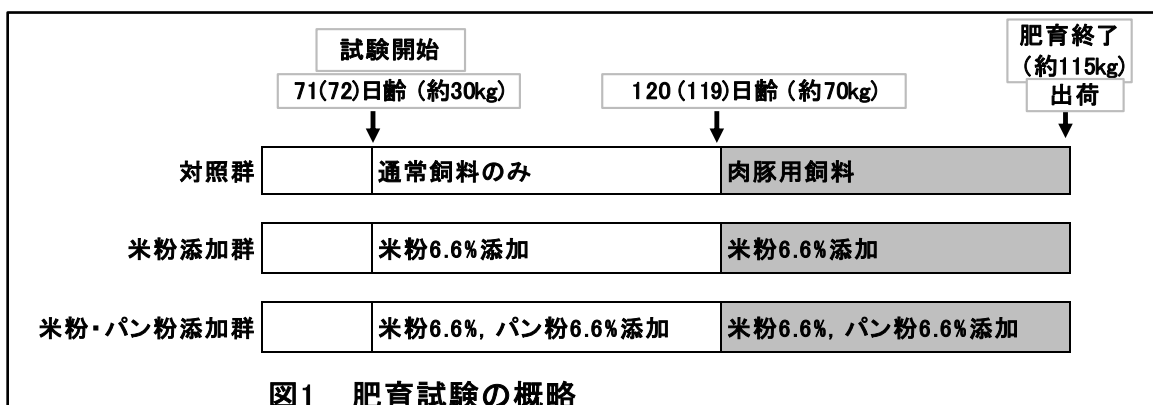 試験開始
71(72)日齢（約30kg）
120（119）日齢（約70kg）
肥育終了
（約115kg）
出荷
対照群
通常飼料のみ
肉豚用飼料
米粉添加群
米粉6.6%添加
米粉6.6%添加
米粉・パン粉添加群
米粉6.6%，パン粉6.6%添加
米粉6.6%，パン粉6.6%添加
図1　肥育試験の概略